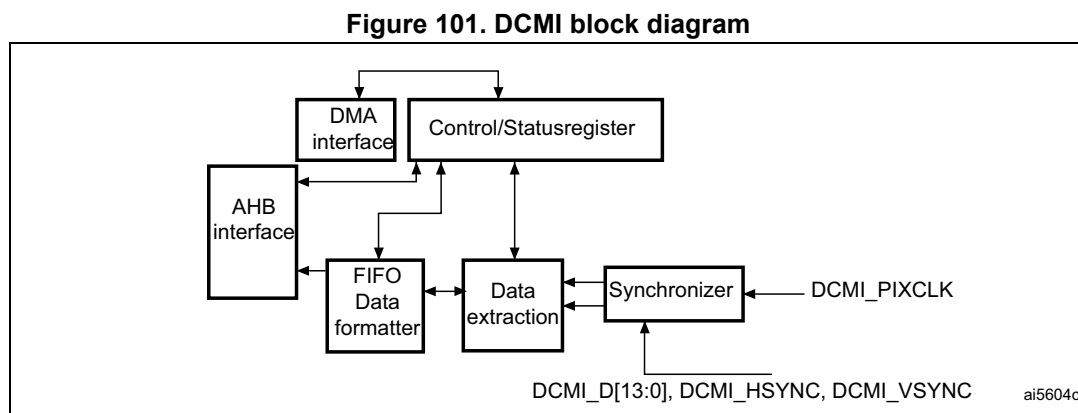 Figure 101. DCMI block diagram
DMA
interface
Control/Statusregister
AHB
interface
FIFO
Data
formatter
Data
extraction
Synchronizer
DCMI_PIXCLK
DCMI_D[13:0], DCMI_HSYNC, DCMI_VSYNC